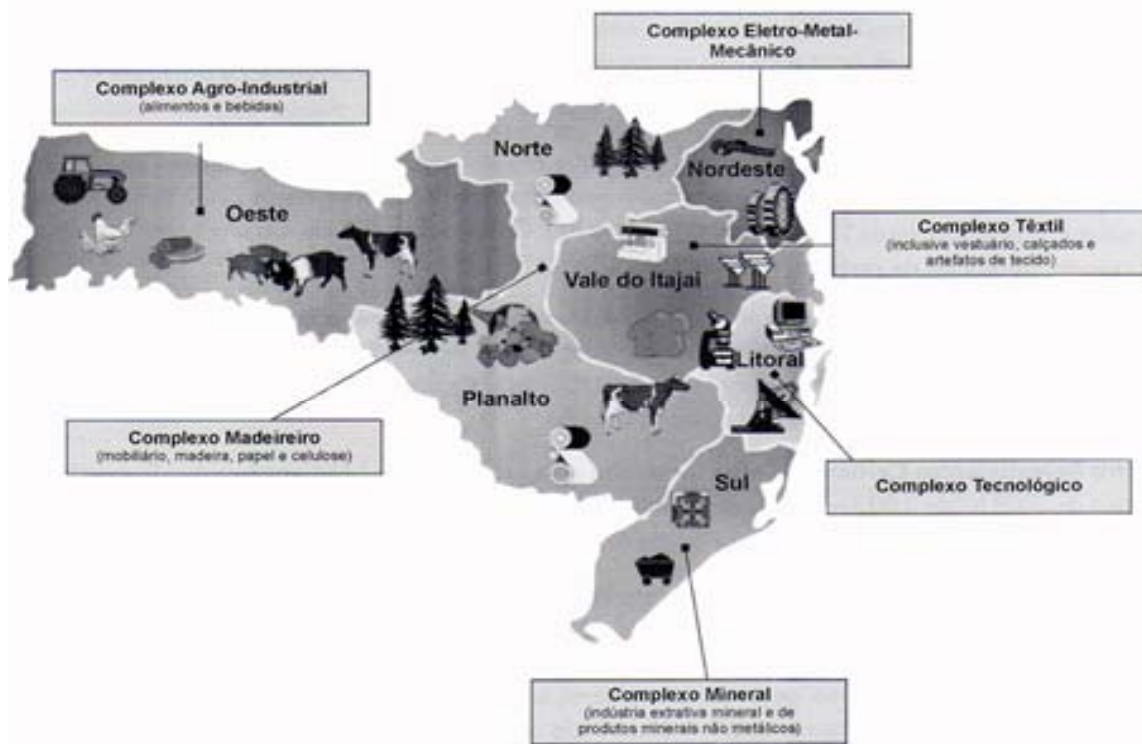 Complexo Eletro-Metal-
Mecânico
Complexo Agro-Industrial
(alimentos e bebidas)
Norte
Nordeste
Oeste
Complexo Têxtil
(inclusive vestuário, calçados e
artefatos de tecido)
Vale do Itajaí
Litoral
Planalto
Complexo Madeireiro
(mobiliário, madeira, papel e celulose)
Sul
Complexo Tecnológico
Complexo Mineral
(indústria extrativa mineral e de
produtos minerais não metálicos)